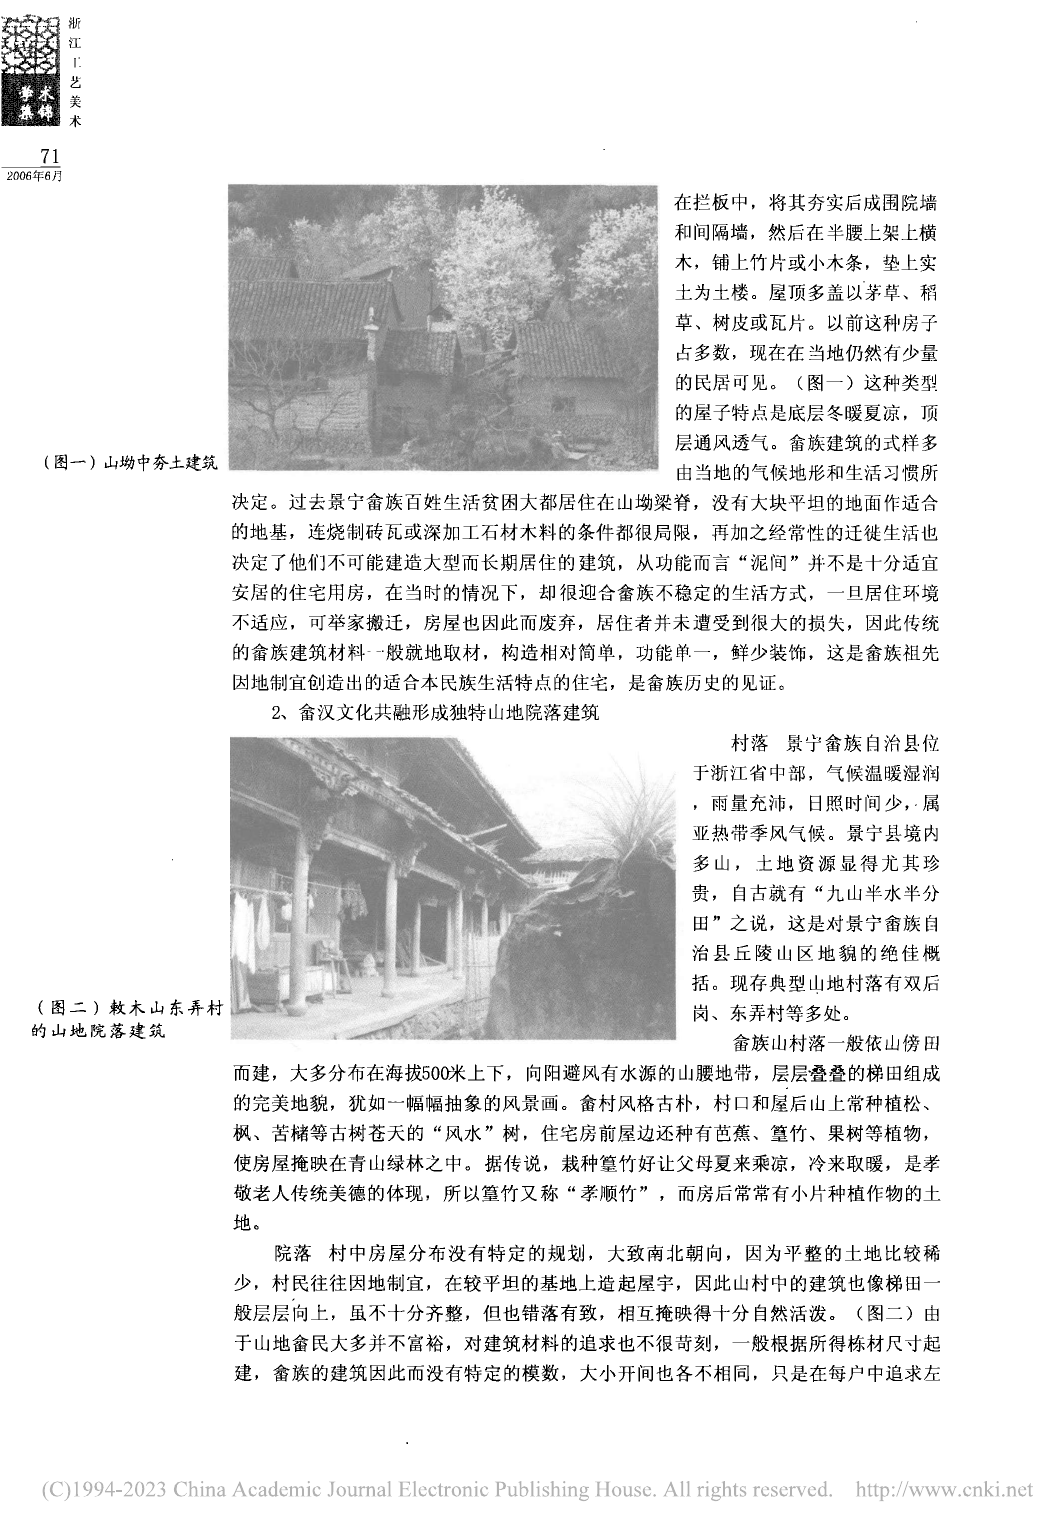 浙江工艺美术
学术集锦
71
2006年6月
在拦板中，将其夯实后成围院墙
和间隔墙，然后在半腰上架上横
木，铺上竹片或小木条，垫上实
土为土楼。屋顶多盖以茅草、稻
草、树皮或瓦片。以前这种房子
占多数，现在在当地仍然有少量
的民居可见。（图一）这种类型
的屋子特点是底层冬暖夏凉，顶
层通风透气。畲族建筑的式样多
由当地的气候地形和生活习惯所
（图一）山坳中夯土建筑
决定。过去景宁畲族百姓生活贫困大都居住在山坳梁脊，没有大块平坦的地面作适合
的地基，连烧制砖瓦或深加工石材木料的条件都很局限，再加之经常性的迁徙生活也
决定了他们不可能建造大型而长期居住的建筑，从功能而言“泥间”并不是十分适宜
安居的住宅用房，在当时的情况下，却很迎合畲族不稳定的生活方式，一旦居住环境
不适应，可举家搬迁，房屋也因此而废弃，居住者并未遭受到很大的损失，因此传统
的畲族建筑材料一般就地取材，构造相对简单，功能单一，鲜少装饰，这是畲族祖先
因地制宜创造出的适合本民族生活特点的住宅，是畲族历史的见证。
2、畲汉文化共融形成独特山地院落建筑
村落 景宁畲族自治县位
于浙江省中部，气候温暖湿润
，雨量充沛，日照时间少，属
亚热带季风气候。景宁县境内
多山，土地资源显得尤其珍
贵，自古就有“九山半水半分
田”之说，这是对景宁畲族自
治县丘陵山区地貌的绝佳概
括。现存典型山地村落有双后
岗、东弄村等多处。
（图二）敕木山东弄村
的山地院落建筑
畲族山村落一般依山傍田
而建，大多分布在海拔500米上下，向阳避风有水源的山腰地带，层层叠叠的梯田组成
的完美地貌，犹如一幅幅抽象的风景画。畲村风格古朴，村口和屋后山上常种植松、
枫、苦槠等古树苍天的“风水”树，住宅房前屋边还种有芭蕉、篁竹、果树等植物，
使房屋掩映在青山绿林之中。据传说，栽种篁竹好让父母夏来乘凉，冷来取暖，是孝
敬老人传统美德的体现，所以篁竹又称“孝顺竹”，而房后常常有小片种植作物的土
地。
院落 村中房屋分布没有特定的规划，大致南北朝向，因为平整的土地比较稀
少，村民往往因地制宜，在较平坦的基地上造起屋宇，因此山村中的建筑也像梯田一
般层层向上，虽不十分齐整，但也错落有致，相互掩映得十分自然活泼。（图二）由
于山地畲民大多并不富裕，对建筑材料的追求也不很苛刻，一般根据所得栋材尺寸起
建，畲族的建筑因此而没有特定的模数，大小开间也各不相同，只是在每户中追求左
(C)1994-2023 China Academic Journal Electronic Publishing House. All rights reserved. http://www.cnki.net